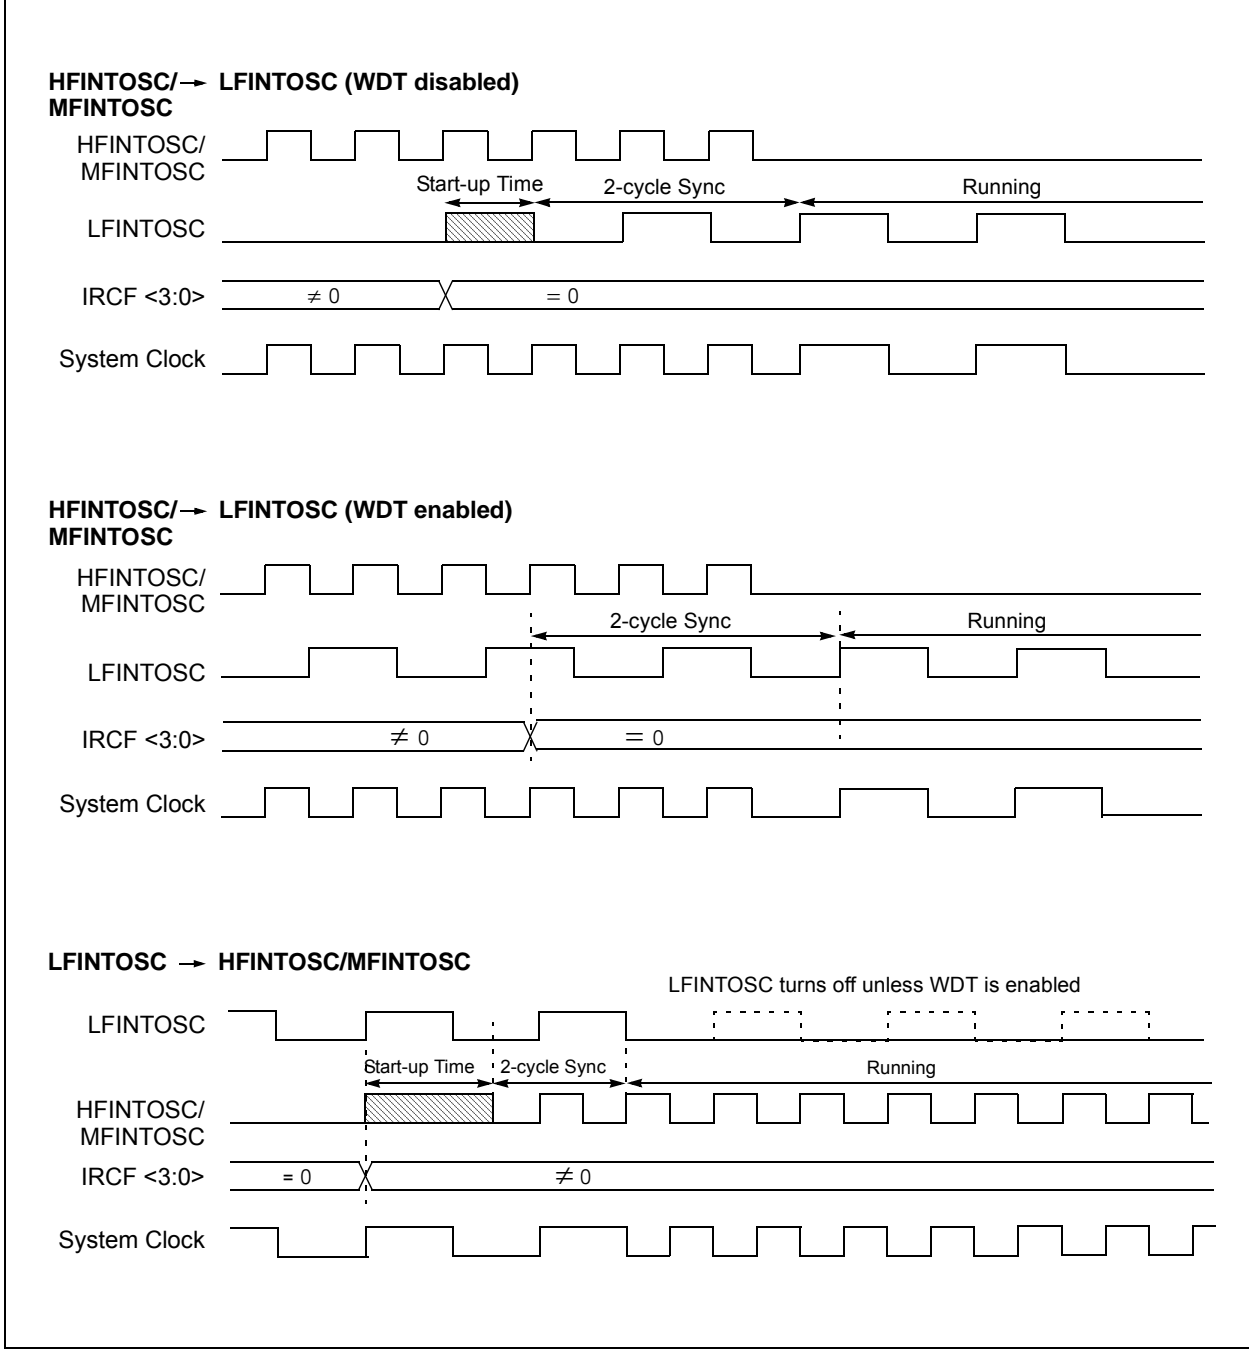 HFINTOSC/→ LFINTOSC (WDT disabled)
MFINTOSC
HFINTOSC/
MFINTOSC
Start-up Time 2-cycle Sync Running
LFINTOSC
IRCF <3:0> ≠ 0 = 0
System Clock
HFINTOSC/→ LFINTOSC (WDT enabled)
MFINTOSC
HFINTOSC/
MFINTOSC
2-cycle Sync Running
LFINTOSC
IRCF <3:0> ≠ 0 = 0
System Clock
LFINTOSC → HFINTOSC/MFINTOSC
LFINTOSC turns off unless WDT is enabled
LFINTOSC
Start-up Time 2-cycle Sync Running
HFINTOSC/
MFINTOSC
IRCF <3:0> = 0 ≠ 0
System Clock